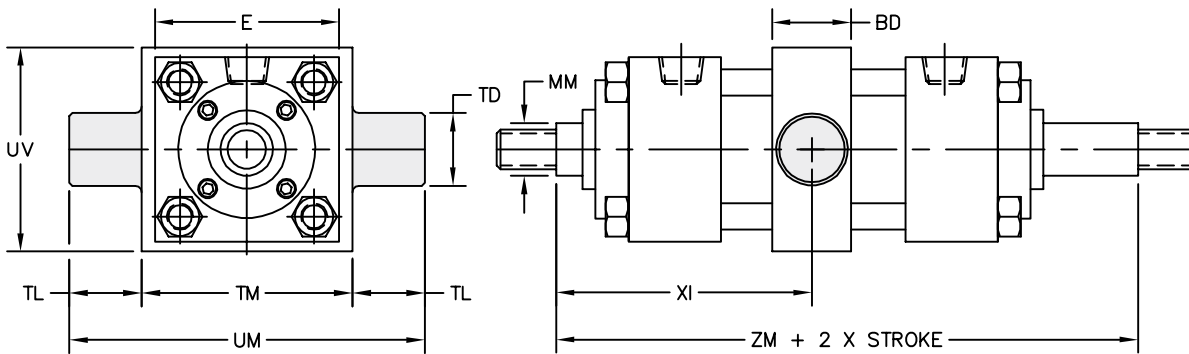 E
BD
MM
TD
UV
TL
TM
TL
XI
UM
ZM + 2 X STROKE